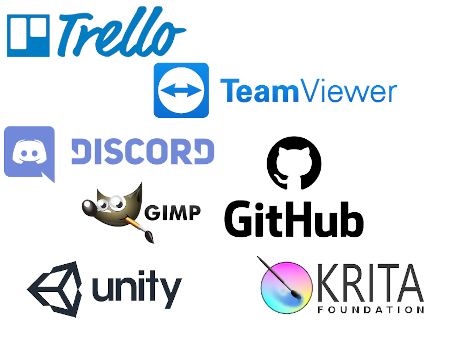 Trello
TeamViewer
DISCORD
GIMP
GitHub
unity
KRITA
FOUNDATION